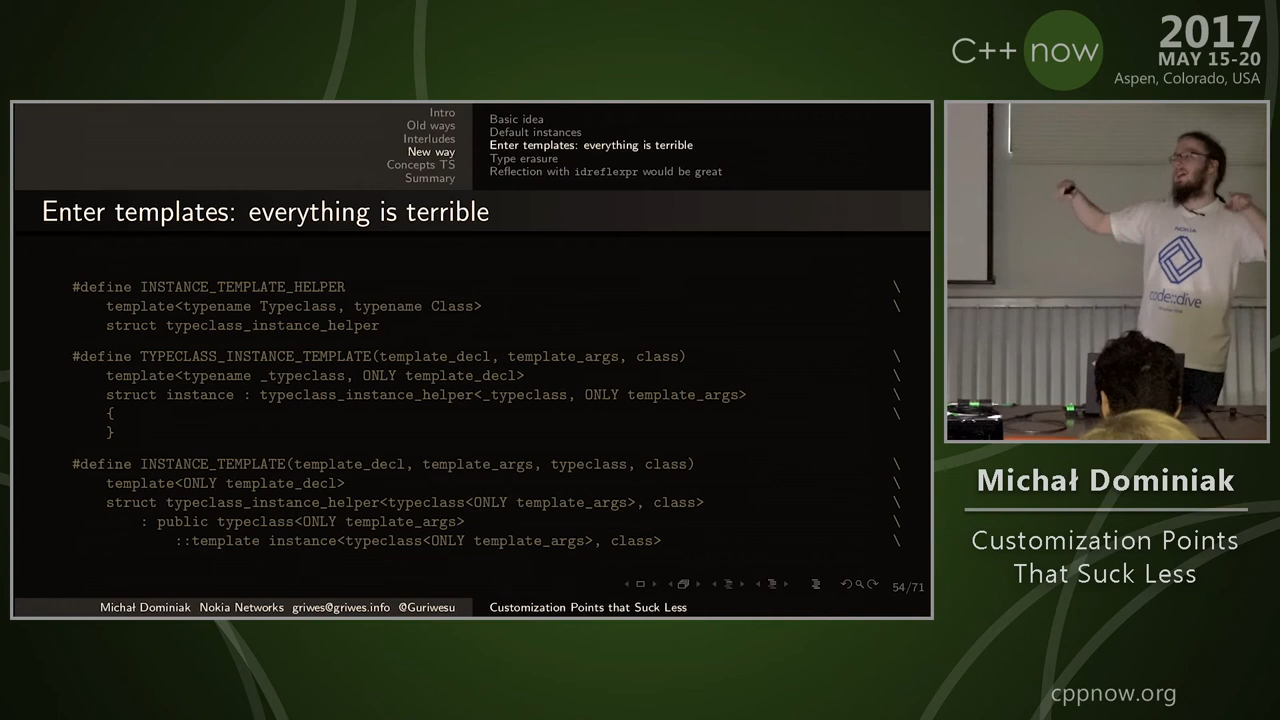 C++ now
2017
MAY 15-20
Aspen, Colorado, USA
Intro
Old ways
Interludes
New way
Concepts TS
Summary
Basic idea
Default instances
Enter templates: everything is terrible
Type erasure
Reflection with idreflexpr would be great
Enter templates: everything is terrible
#define INSTANCE_TEMPLATE_HELPER \
template<typename Typeclass, typename Class> \
struct typeclass_instance_helper
#define TYPECLASS_INSTANCE_TEMPLATE(template_decl, template_args, class) \
template<typename _typeclass, ONLY template_decl> \
struct instance : typeclass_instance_helper<_typeclass, ONLY template_args> \
{ \
}
#define INSTANCE_TEMPLATE(template_decl, template_args, typeclass, class) \
template<ONLY template_decl> \
struct typeclass_instance_helper<typeclass<ONLY template_args>, class> \
: public typeclass<ONLY template_args> \
::template instance<typeclass<ONLY template_args>, class> \
54/71
Michał Dominiak Nokia Networks griwes@griwes.info @Guriwesu
Customization Points that Suck Less
NOKIA
code::dive
Michał Dominiak
Customization Points
That Suck Less
cppnow.org